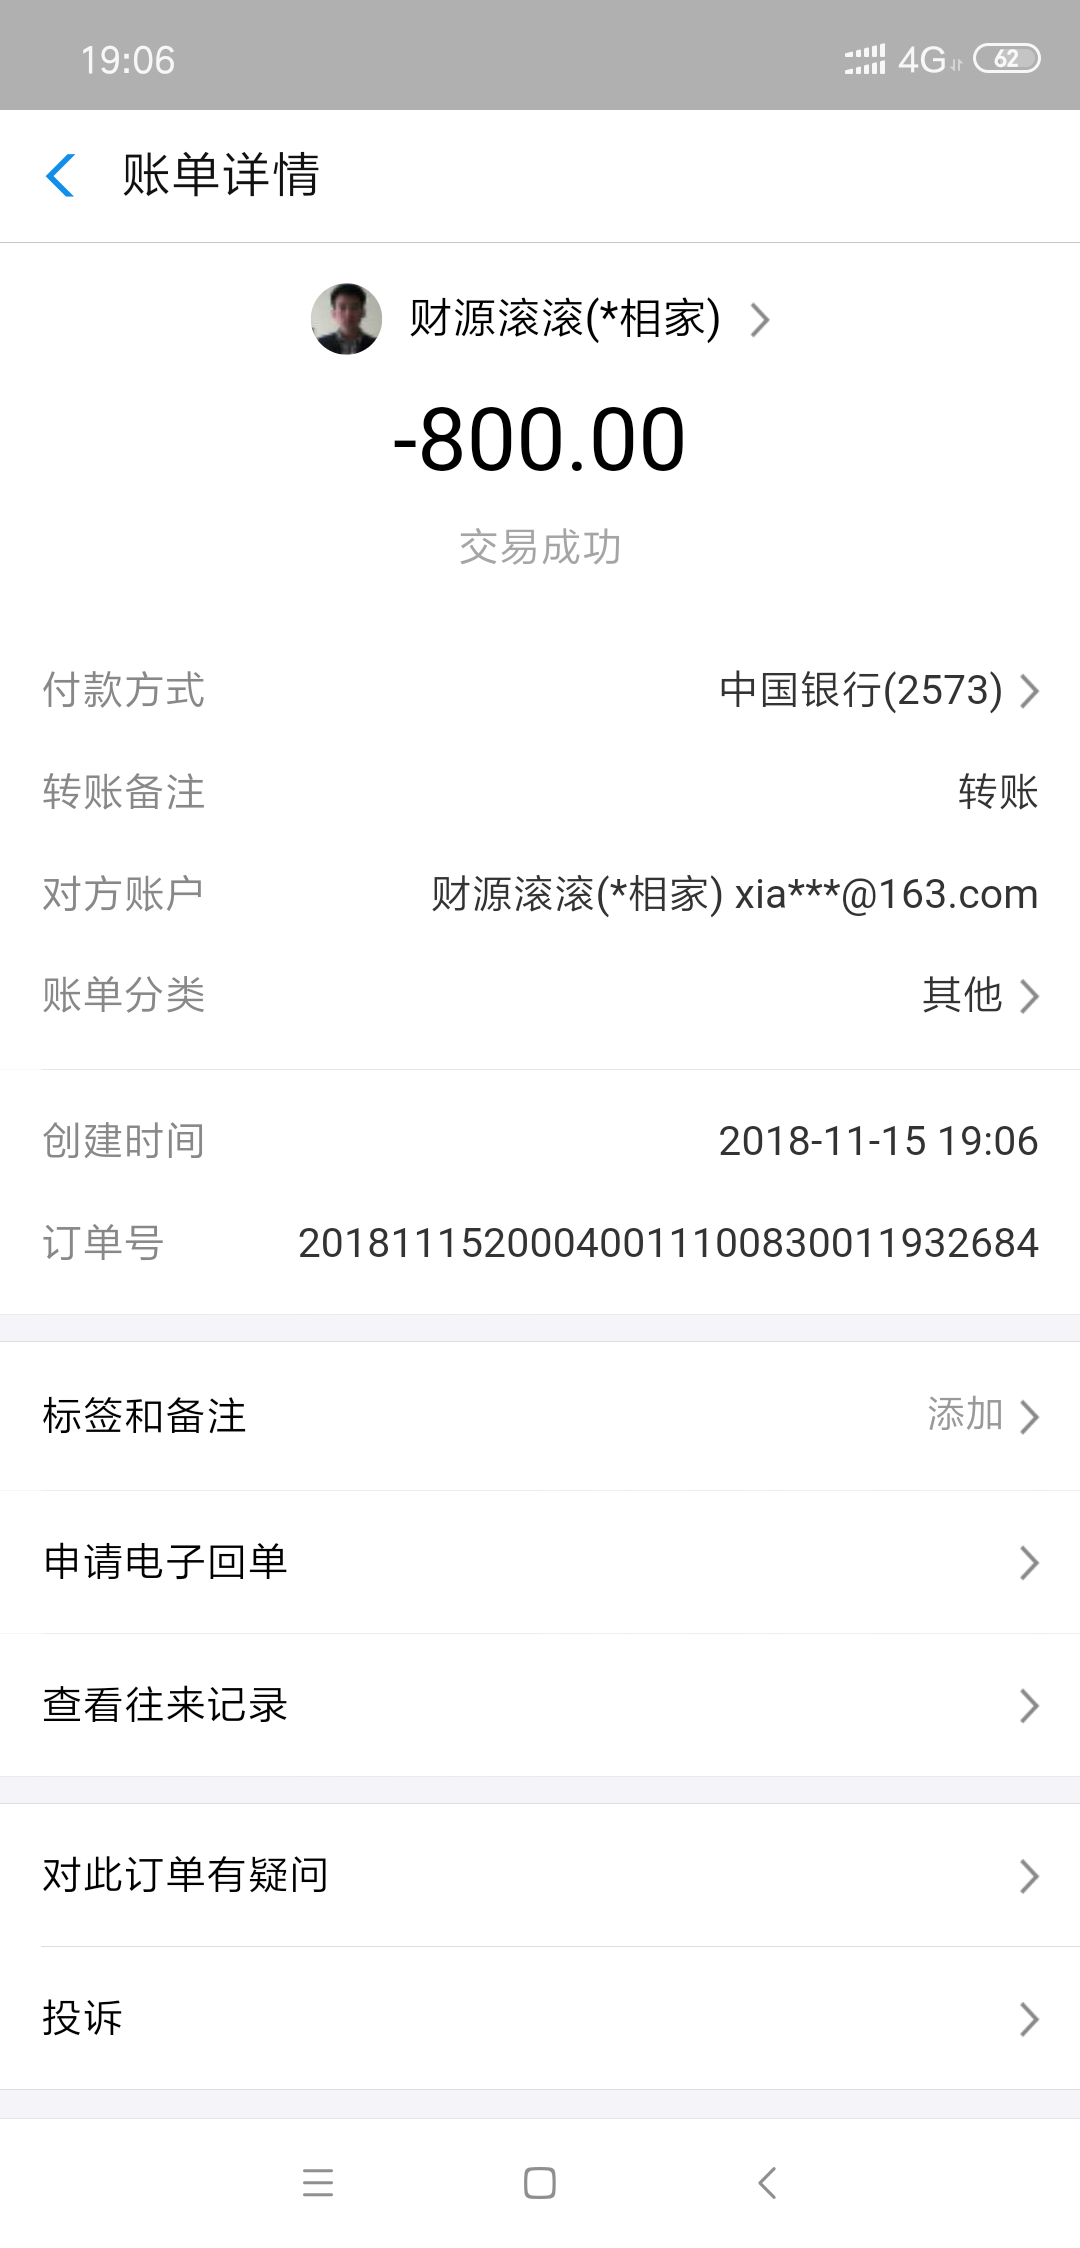 19:06 4G 62
账单详情
财源滚滚(*相家)
-800.00
交易成功
付款方式 中国银行(2573)
转账备注 转账
对方账户 财源滚滚(*相家) xia***@163.com
账单分类 其他
创建时间 2018-11-15 19:06
订单号 20181115200040011100830011932684
标签和备注 添加
申请电子回单
查看往来记录
对此订单有疑问
投诉